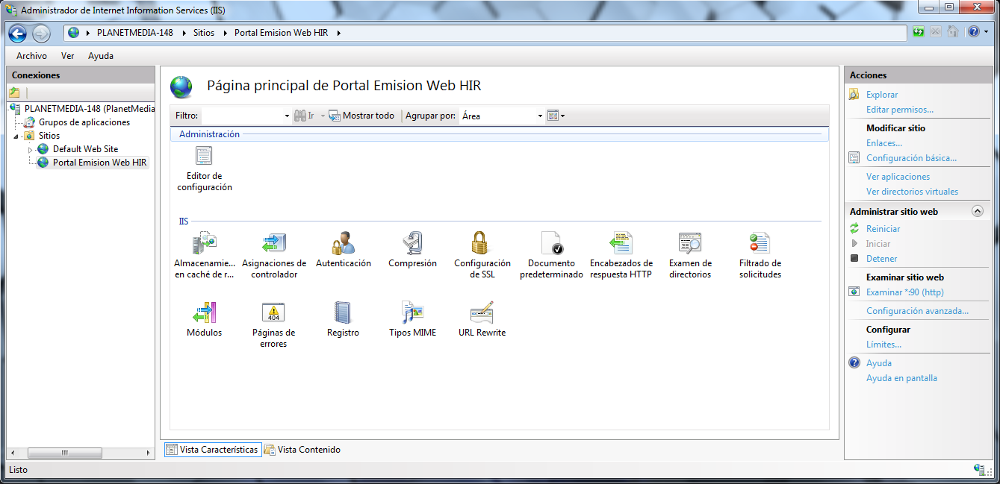 Administrador de Internet Information Services (IIS)
PLANETMEDIA-148 Sitios Portal Emision Web HIR
Archivo Ver Ayuda
Conexiones
PLANETMEDIA-148 (PlanetMedia
Grupos de aplicaciones
Sitios
Default Web Site
Portal Emision Web HIR
Página principal de Portal Emision Web HIR
Filtro: Ir Mostrar todo Agrupar por: Área
Administración
Editor de
configuración
IIS
Almacenamie...
en caché de r...
Asignaciones de
controlador
Autenticación
Compresión
Configuración
de SSL
Documento
predeterminado
Encabezados de
respuesta HTTP
Examen de
directorios
Filtrado de
solicitudes
Módulos
404
Páginas de
errores
Registro
Tipos MIME
URL Rewrite
Vista Características Vista Contenido
Acciones
Explorar
Editar permisos...
Modificar sitio
Enlaces...
Configuración básica...
Ver aplicaciones
Ver directorios virtuales
Administrar sitio web
Reiniciar
Iniciar
Detener
Examinar sitio web
Examinar *:90 (http)
Configuración avanzada...
Configurar
Límites...
Ayuda
Ayuda en pantalla
Listo